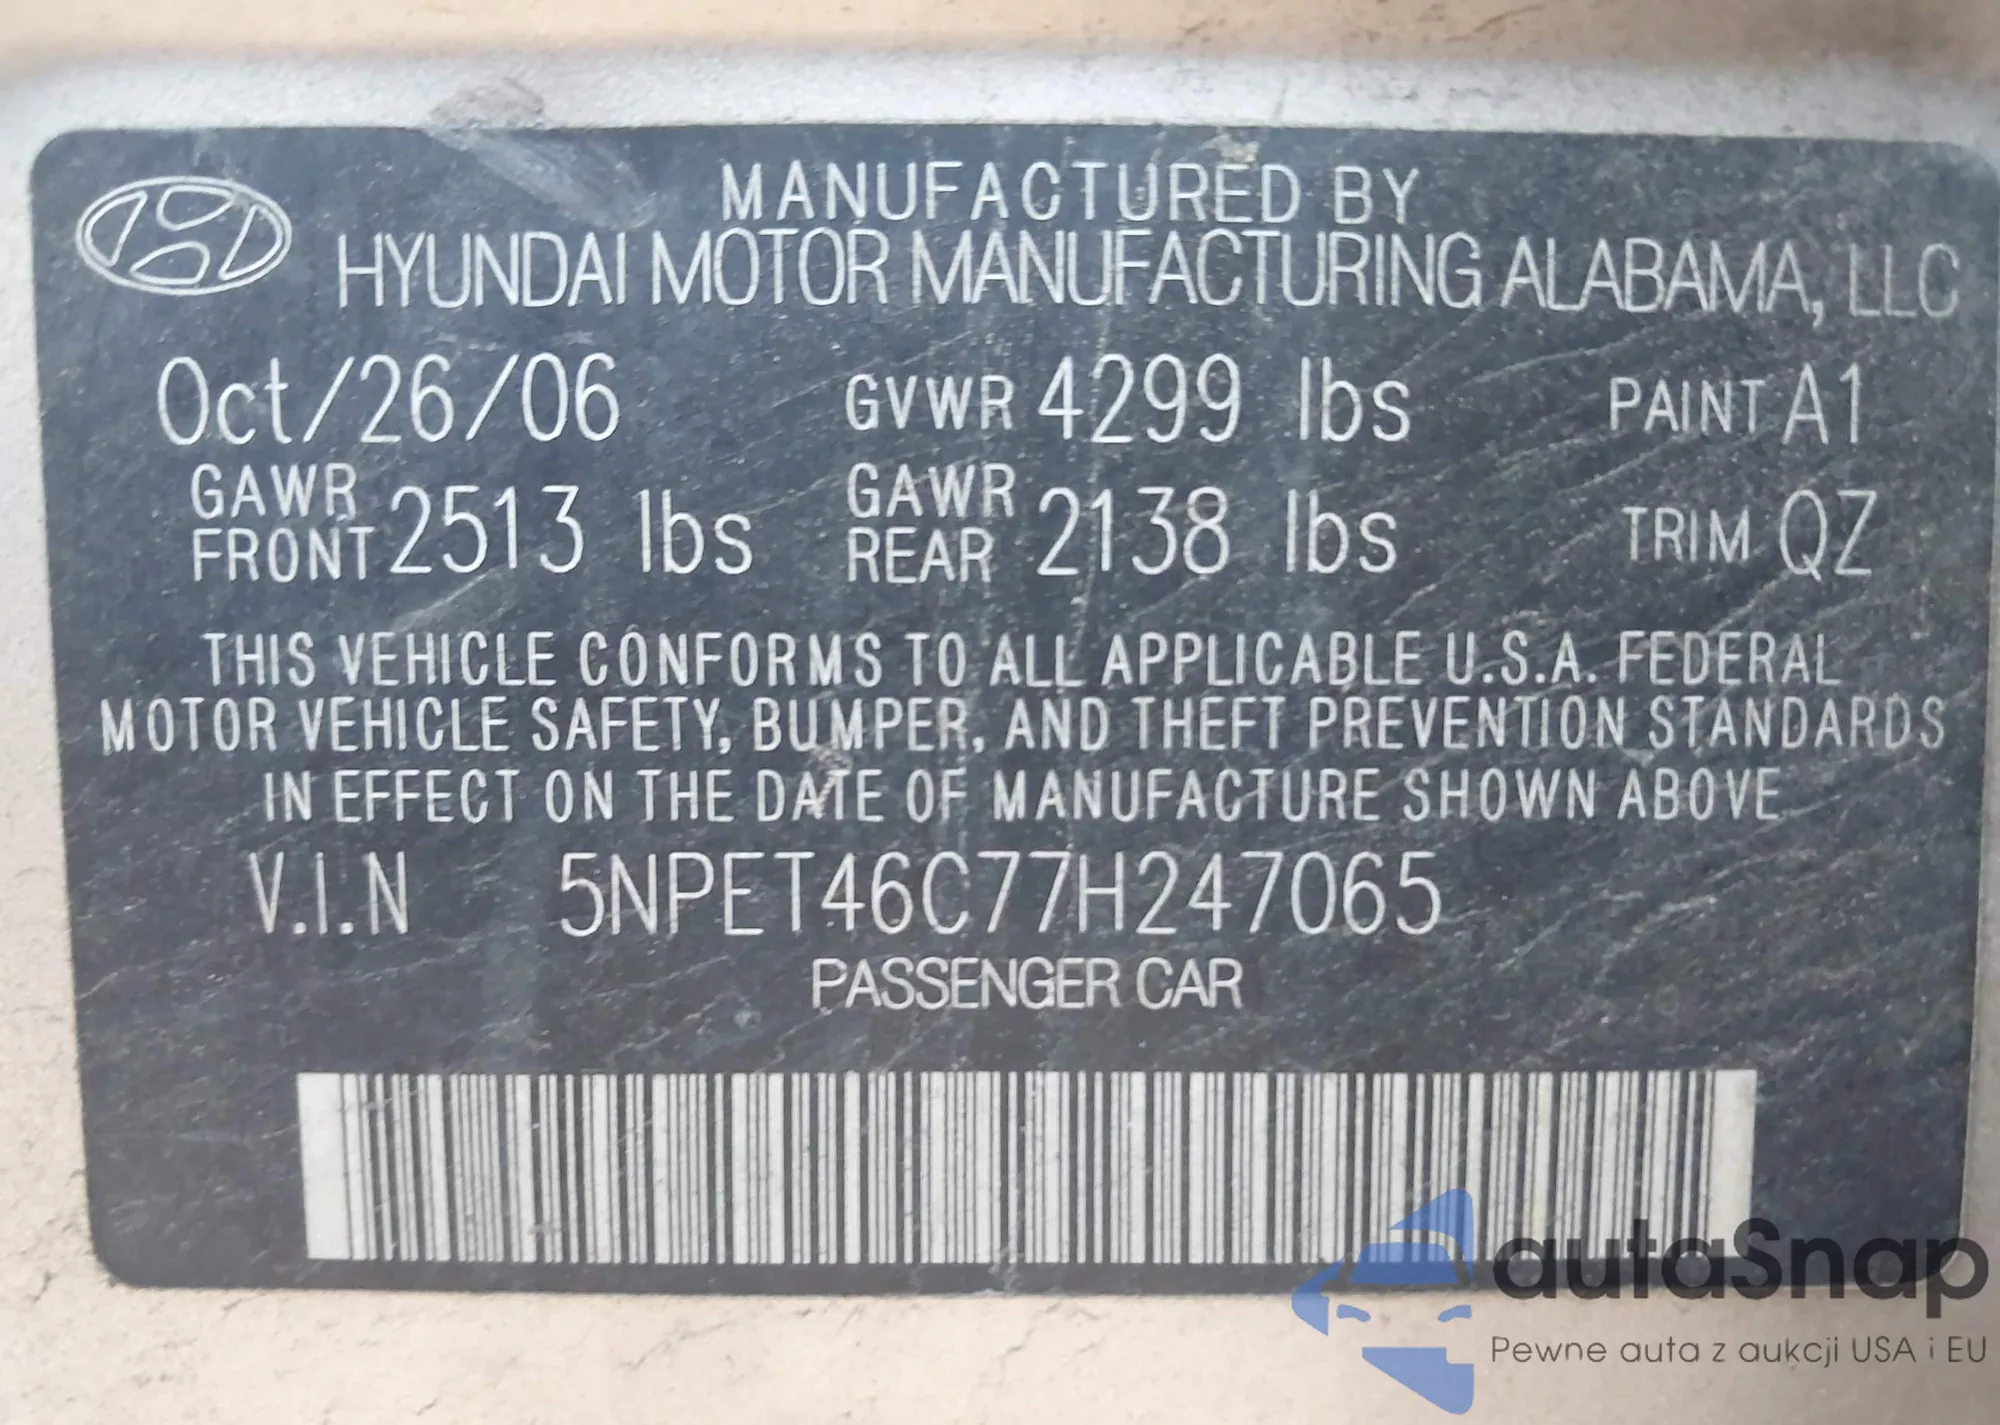 MANUFACTURED BY
HYUNDAI MOTOR MANUFACTURING ALABAMA, LLC
Oct/26/06 GVWR 4299 lbs PAINT A1
GAWR FRONT 2513 lbs GAWR REAR 2138 lbs TRIM QZ
THIS VEHICLE CONFORMS TO ALL APPLICABLE U.S.A. FEDERAL
MOTOR VEHICLE SAFETY, BUMPER, AND THEFT PREVENTION STANDARDS
IN EFFECT ON THE DATE OF MANUFACTURE SHOWN ABOVE
V.I.N 5NPET46C77H247065
PASSENGER CAR
autaSnap
Pewne auta z aukcji USA i EU